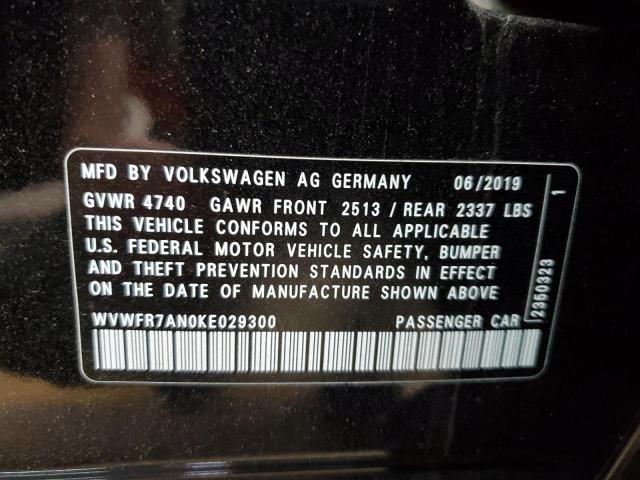 MFD BY VOLKSWAGEN AG GERMANY 06/2019
GVWR 4740 GAWR FRONT 2513 / REAR 2337 LBS
THIS VEHICLE CONFORMS TO ALL APPLICABLE
U.S. FEDERAL MOTOR VEHICLE SAFETY, BUMPER
AND THEFT PREVENTION STANDARDS IN EFFECT
ON THE DATE OF MANUFACTURE SHOWN ABOVE
WVWFR7AN0KE029300 PASSENGER CAR
2350323 1